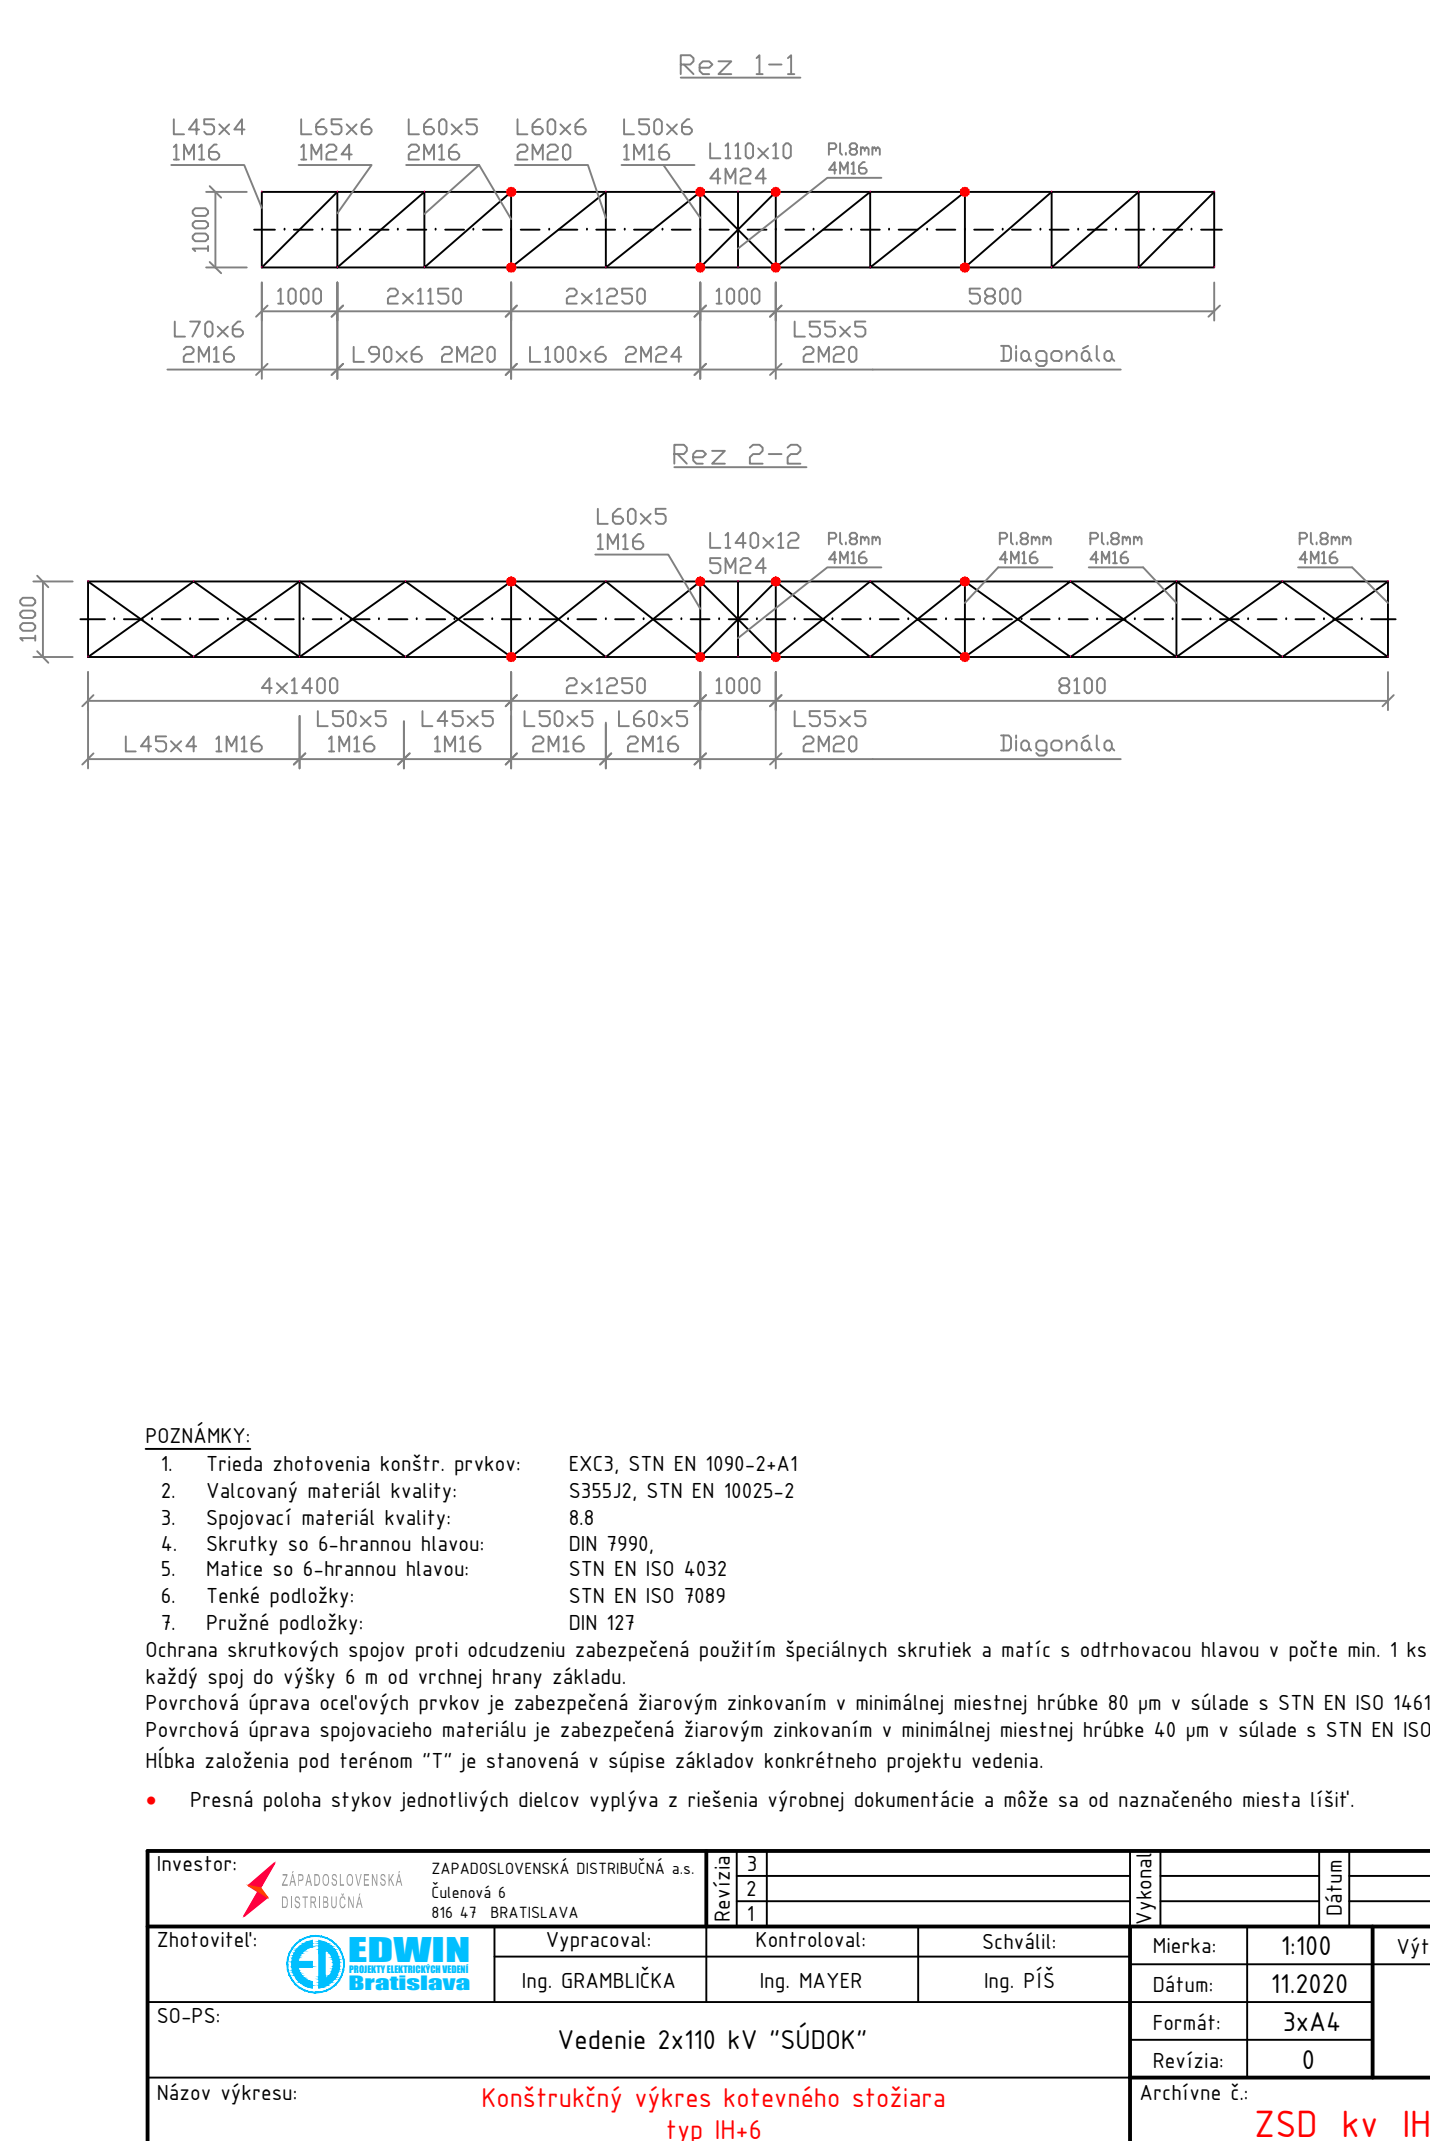 Rez 1-1
L45x4
1M16
L65x6
1M24
L60x5
2M16
L60x6
2M20
L50x6
1M16
L110x10
4M24
Pl.8mm
4M16
1000
1000
2x1150
2x1250
1000
5800
L70x6
2M16
L90x6 2M20
L100x6 2M24
L55x5
2M20
Diagonála
Rez 2-2
L60x5
1M16
L140x12
5M24
Pl.8mm
4M16
Pl.8mm
4M16
Pl.8mm
4M16
Pl.8mm
4M16
1000
4x1400
2x1250
1000
8100
L45x4 1M16
L50x5
1M16
L45x5
1M16
L50x5
2M16
L60x5
2M16
L55x5
2M20
Diagonála
POZNÁMKY:
1. Trieda zhotovenia konštr. prvkov: EXC3, STN EN 1090-2+A1
2. Valcovaný materiál kvality: S355J2, STN EN 10025-2
3. Spojovací materiál kvality: 8.8
4. Skrutky so 6-hrannou hlavou: DIN 7990,
5. Matice so 6-hrannou hlavou: STN EN ISO 4032
6. Tenké podložky: STN EN ISO 7089
7. Pružné podložky: DIN 127
Ochrana skrutkových spojov proti odcudzeniu zabezpečená použitím špeciálnych skrutiek a matíc s odtrhovacou hlavou v počte min. 1 ks
každý spoj do výšky 6 m od vrchnej hrany základu.
Povrchová úprava oceľových prvkov je zabezpečená žiarovým zinkovaním v minimálnej miestnej hrúbke 80 µm v súlade s STN EN ISO 1461
Povrchová úprava spojovacieho materiálu je zabezpečená žiarovým zinkovaním v minimálnej miestnej hrúbke 40 µm v súlade s STN EN ISO
Hĺbka založenia pod terénom "T" je stanovená v súpise základov konkrétneho projektu vedenia.
• Presná poloha stykov jednotlivých dielcov vyplýva z riešenia výrobnej dokumentácie a môže sa od naznačeného miesta líšiť.
Investor:
ZÁPADOSLOVENSKÁ
DISTRIBUČNÁ
ZAPADOSLOVENSKÁ DISTRIBUČNÁ a.s.
Čulenová 6
816 47 BRATISLAVA
Revízia
3
2
1
Vykonal
Dátum
Zhotoviteľ:
ED
EDWIN
PROJEKTY ELEKTRICKÝCH VEDENÍ
Bratislava
Vypracoval:
Ing. GRAMBLIČKA
Kontroloval:
Ing. MAYER
Schválil:
Ing. PÍŠ
Mierka: 1:100
Výt
Dátum: 11.2020
Formát: 3xA4
Revízia: 0
SO-PS:
Vedenie 2x110 kV "SÚDOK"
Názov výkresu:
Konštrukčný výkres kotevného stožiara
typ IH+6
Archívne č.:
ZSD kv IH